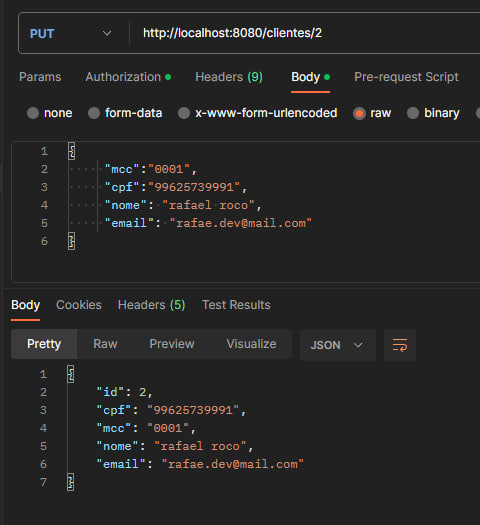 PUT http://localhost:8080/clientes/2
Params Authorization Headers (9) Body Pre-request Script
none form-data x-www-form-urlencoded raw binary
1 {
2 "mcc":"0001",
3 "cpf":"99625739991",
4 "nome": "rafael roco",
5 "email": "rafae.dev@mail.com"
6 }
Body Cookies Headers (5) Test Results
Pretty Raw Preview Visualize JSON
1 {
2 "id": 2,
3 "cpf": "99625739991",
4 "mcc": "0001",
5 "nome": "rafael roco",
6 "email": "rafae.dev@mail.com"
7 }